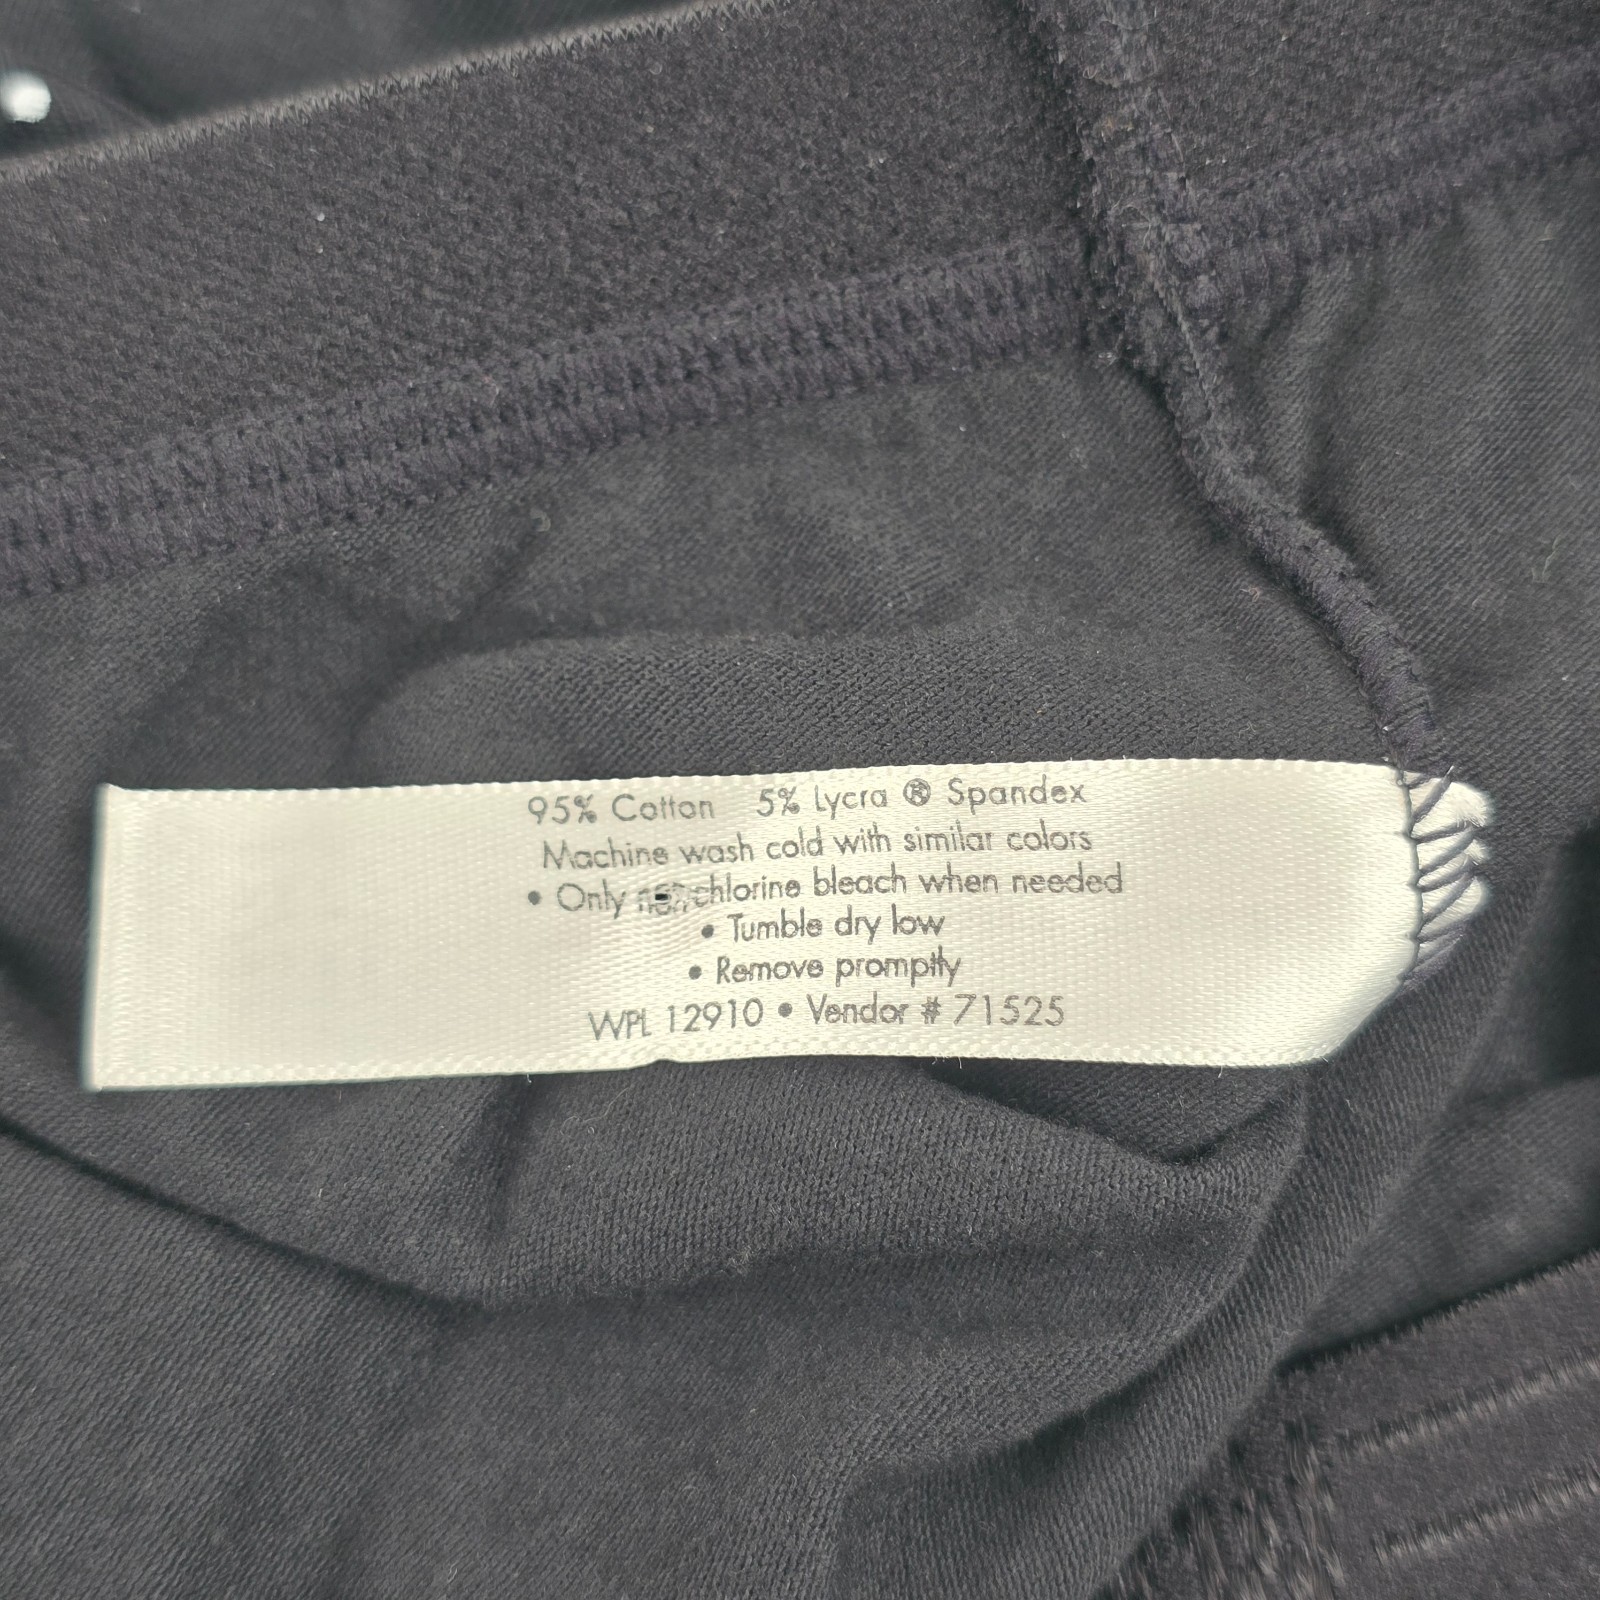 95% Cotton 5% Lycra ® Spandex
Machine wash cold with similar colors
• Only chlorine bleach when needed
• Tumble dry low
• Remove promptly
WPL 12910 • Vendor # 71525